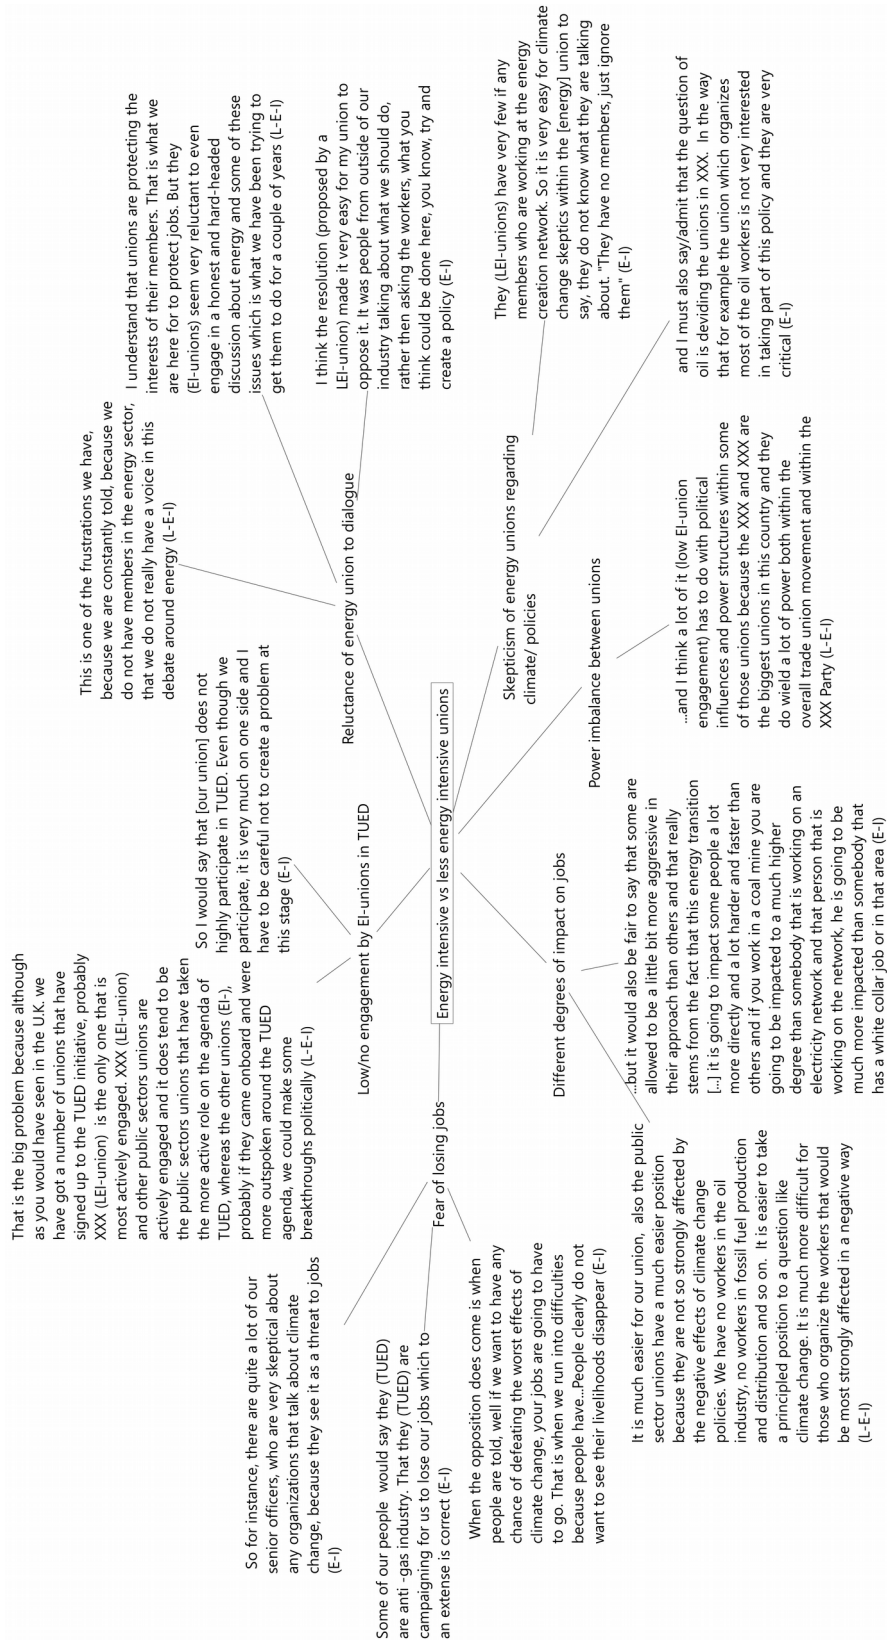 That is the big problem because although
as you would have seen in the U.K. we
have got a number of unions that have
signed up to the TUED initiative, probably
XXX (LEI-union)  is the only one that is
most actively engaged. XXX (LEI-union)
and other public sectors unions are
actively engaged and it does tend to be
the public sectors unions that have taken
the more active role on the agenda of
TUED, whereas the other unions (EI-),
probably if they came onboard and were
more outspoken around the TUED
agenda, we could make some
breakthroughs politically (L-E-I)
So I would say that [our union] does not
highly participate in TUED. Even though we
participate, it is very much on one side and I
have to be careful not to create a problem at
this stage (E-I)
This is one of the frustrations we have,
because we are constantly told, because we
do not have members in the energy sector,
that we do not really have a voice in this
debate around energy (L-E-I)
I understand that unions are protecting the
interests of their members. That is what we
are here for to protect jobs. But they
(EI-unions) seem very reluctant to even
engage in a honest and hard-headed
discussion about energy and some of these
issues which is what we have been trying to
get them to do for a couple of years (L-E-I)
I think the resolution (proposed by a
LEI-union) made it very easy for my union to
oppose it. It was people from outside of our
industry talking about what we should do,
rather then asking the workers, what you
think could be done here, you know, try and
create a policy (E-I)
So for instance, there are quite a lot of our
senior officers, who are very skeptical about
any organizations that talk about climate
change, because they see it as a threat to jobs
(E-I)
Low/no engagement by EI-unions in TUED
Reluctance of energy union to dialogue
Some of our people  would say they (TUED)
are anti -gas industry. That they (TUED) are
campaigning for us to lose our jobs which to
an extense is correct (E-I)
Fear of losing jobs
Energy intensive vs less energy intensive unions
When the opposition does come is when
people are told, well if we want to have any
chance of defeating the worst effects of
climate change, your jobs are going to have
to go. That is when we run into difficulties
because people have...People clearly do not
want to see their livelihoods disappear (E-I)
Different degrees of impact on jobs
Power imbalance between unions
Skepticism of energy unions regarding
climate/ policies
They (LEI-unions) have very few if any
members who are working at the energy
creation network. So it is very easy for climate
change skeptics within the [energy] union to
say, they do not know what they are talking
about. "They have no members, just ignore
them" (E-I)
It is much easier for our union,  also the public
sector unions have a much easier position
because they are not so strongly affected by
the negative effects of climate change
policies. We have no workers in the oil
industry, no workers in fossil fuel production
and distribution and so on.  It is easier to take
a principled position to a question like
climate change. It is much more difficult for
those who organize the workers that would
be most strongly affected in a negative way
(L-E-I)
...but it would also be fair to say that some are
allowed to be a little bit more aggressive in
their approach than others and that really
stems from the fact that this energy transition
[...] it is going to impact some people a lot
more directly and a lot harder and faster than
others and if you work in a coal mine you are
going to be impacted to a much higher
degree than somebody that is working on an
electricity network and that person that is
working on the network, he is going to be
much more impacted than somebody that
has a white collar job or in that area (E-I)
...and I think a lot of it (low EI-union
engagement) has to do with political
influences and power structures within some
of those unions because the XXX and XXX are
the biggest unions in this country and they
do wield a lot of power both within the
overall trade union movement and within the
XXX Party (L-E-I)
and I must also say/admit that the question of
oil is deviding the unions in XXX.  In the way
that for example the union which organizes
most of the oil workers is not very interested
in taking part of this policy and they are very
critical (E-I)